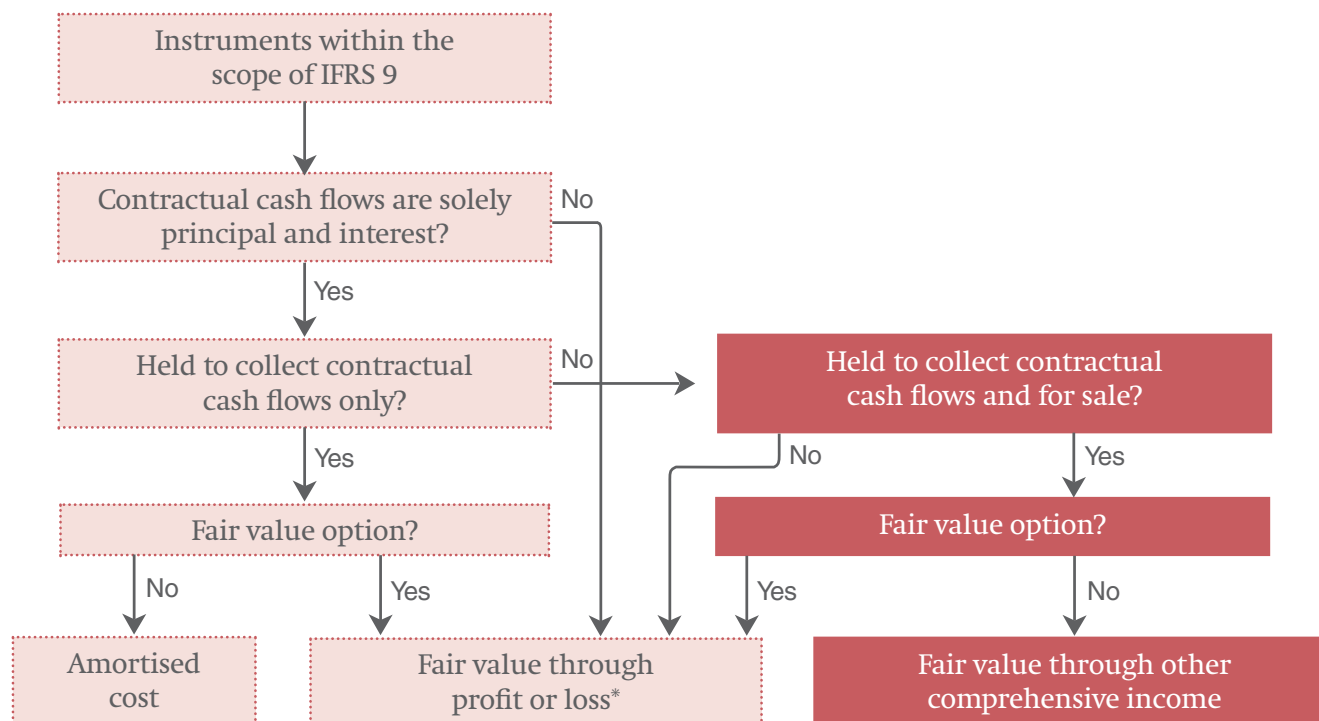 Instruments within the
scope of IFRS 9
Contractual cash flows are solely
principal and interest?
No
Yes
Held to collect contractual
cash flows only?
No
Held to collect contractual
cash flows and for sale?
Yes
No
Yes
Fair value option?
Fair value option?
No
Yes
Yes
No
Amortised
cost
Fair value through
profit or loss*
Fair value through other
comprehensive income